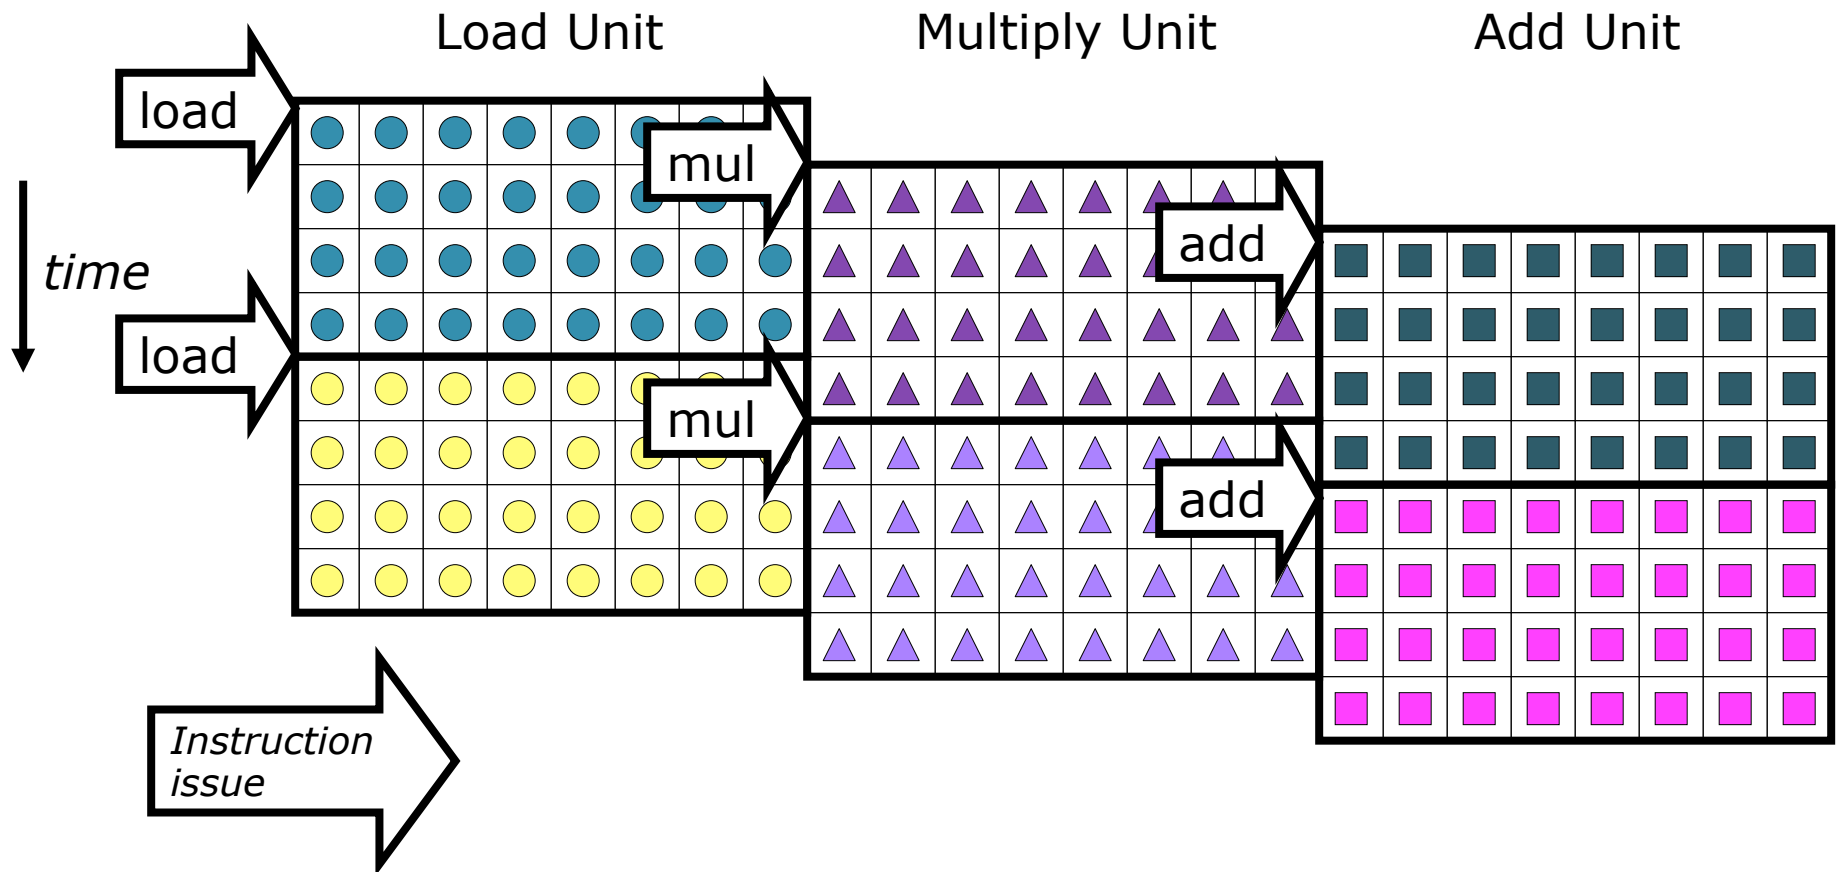 Load Unit
Multiply Unit
Add Unit
load
mul
add
time
load
mul
add
Instruction
issue